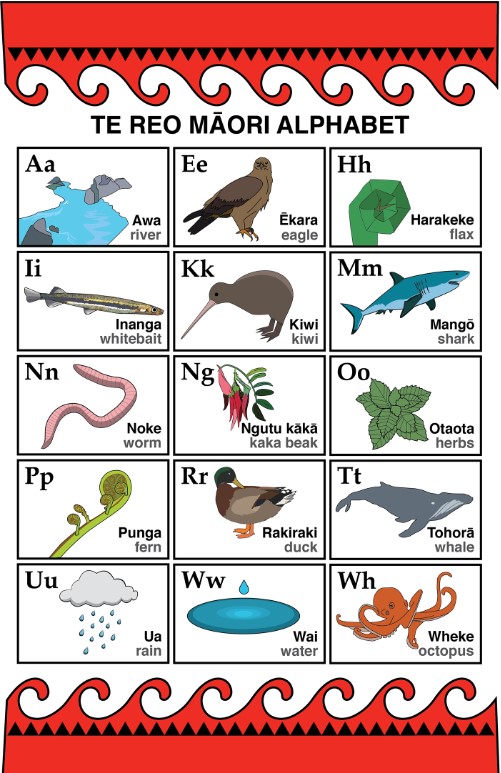 TE REO MĀORI ALPHABET
Aa
Awa
river
Ee
Ēkara
eagle
Hh
Harakeke
flax
Ii
Inanga
whitebait
Kk
Kiwi
kiwi
Mm
Mangō
shark
Nn
Noke
worm
Ng
Ngutu kākā
kaka beak
Oo
Otaota
herbs
Pp
Punga
fern
Rr
Rakiraki
duck
Tt
Tohorā
whale
Uu
Ua
rain
Ww
Wai
water
Wh
Wheke
octopus